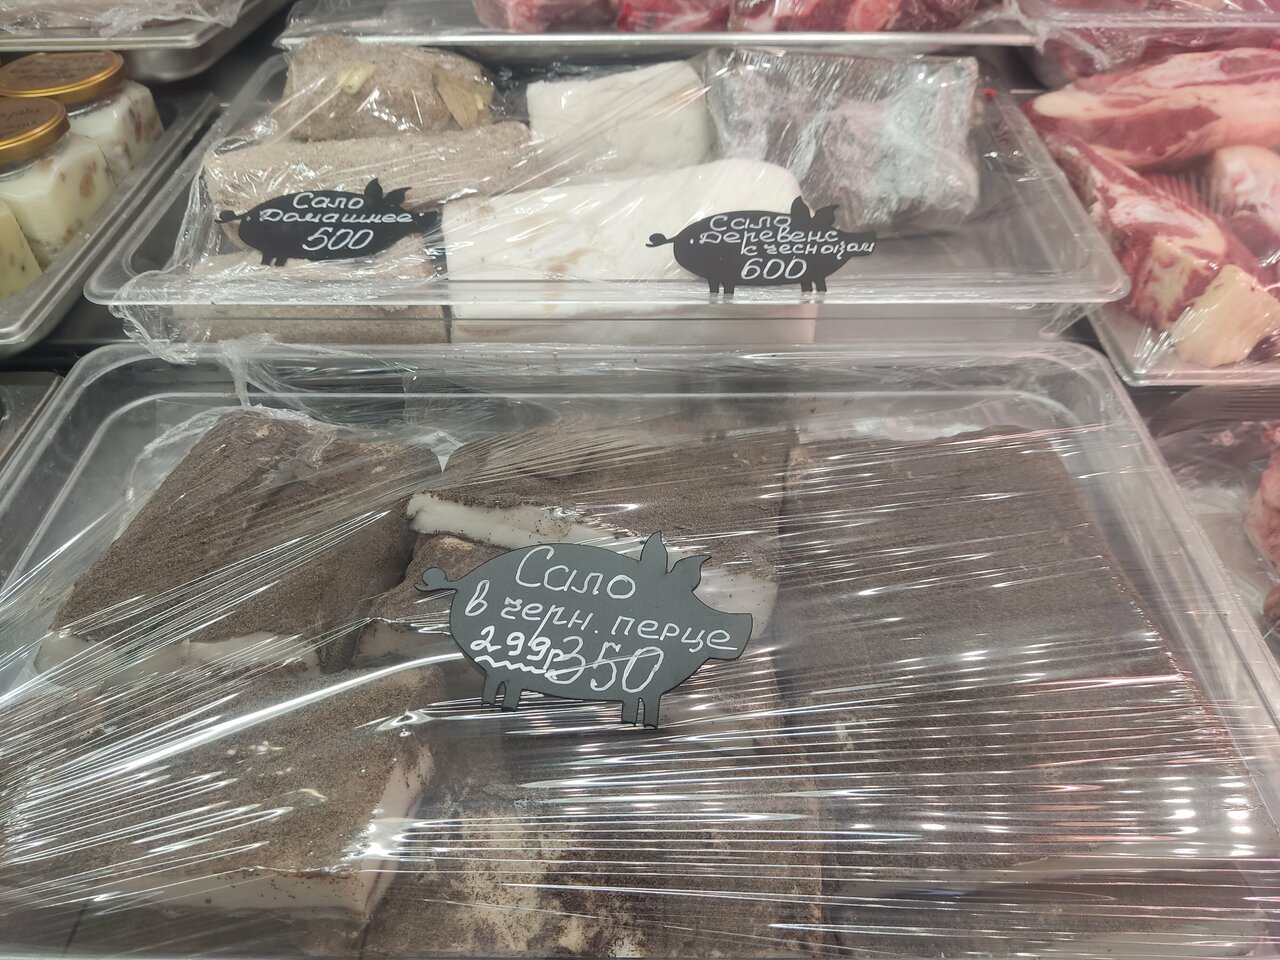 Сало
Домашнее
500
Сало
Деревенс
с чесноком
600
Сало
в черн. перце
299р 350